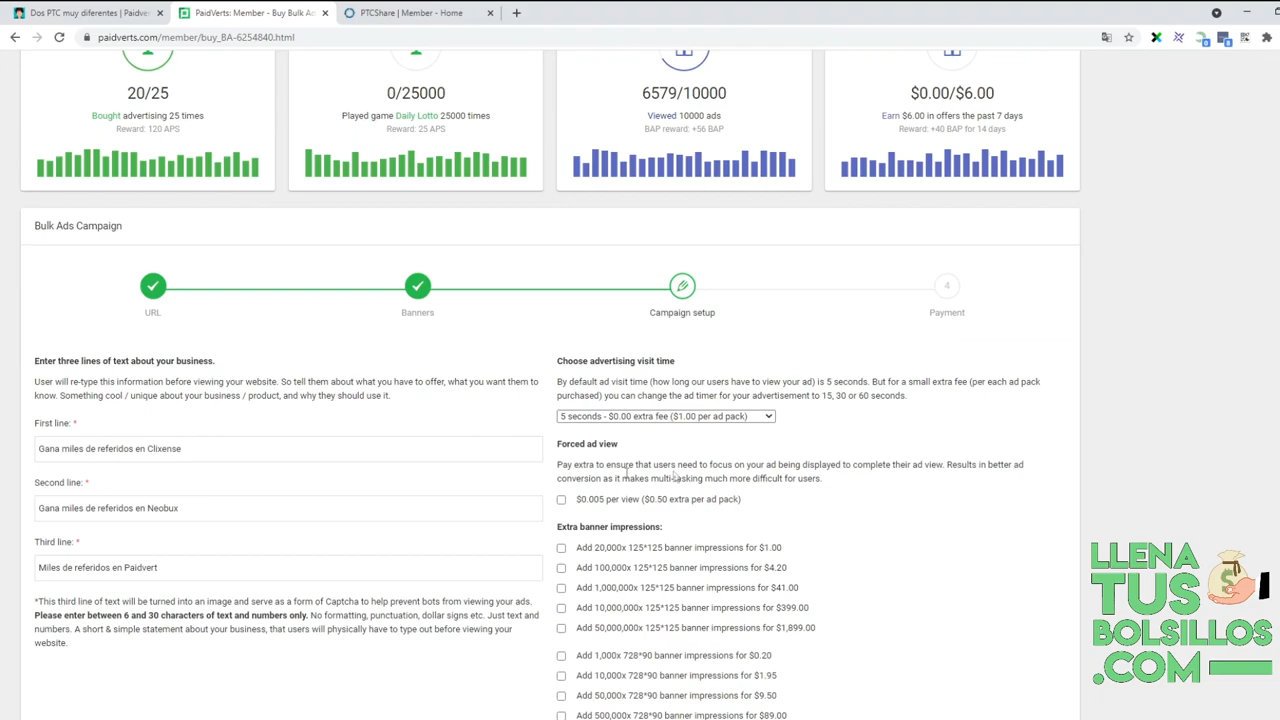 Dos PTC muy diferentes | Paidver
PaidVerts: Member - Buy Bulk Ad
PTCShare | Member - Home
paidverts.com/member/buy_BA-6254840.html
20/25
Bought advertising 25 times
Reward: 120 APS
0/25000
Played game Daily Lotto 25000 times
Reward: 25 APS
6579/10000
Viewed 10000 ads
BAP reward: +56 BAP
$0.00/$6.00
Earn $6.00 in offers the past 7 days
Reward: +40 BAP for 14 days
Bulk Ads Campaign
URL
Banners
Campaign setup
4
Payment
Enter three lines of text about your business.
User will re-type this information before viewing your website. So tell them about what you have to offer, what you want them to
know. Something cool / unique about your business / product, and why they should use it.
First line: *
Gana miles de referidos en Clixense
Second line: *
Gana miles de referidos en Neobux
Third line: *
Miles de referidos en Paidvert
*This third line of text will be turned into an image and serve as a form of Captcha to help prevent bots from viewing your ads.
Please enter between 6 and 30 characters of text and numbers only. No formatting, punctuation, dollar signs etc. Just text and
numbers. A short & simple statement about your business, that users will physically have to type out before viewing your
website.
Choose advertising visit time
By default ad visit time (how long our users have to view your ad) is 5 seconds. But for a small extra fee (per each ad pack
purchased) you can change the ad timer for your advertisement to 15, 30 or 60 seconds.
5 seconds - $0.00 extra fee ($1.00 per ad pack)
Forced ad view
Pay extra to ensure that users need to focus on your ad being displayed to complete their ad view. Results in better ad
conversion as it makes multi-tasking much more difficult for users.
$0.005 per view ($0.50 extra per ad pack)
Extra banner impressions:
Add 20,000x 125*125 banner impressions for $1.00
Add 100,000x 125*125 banner impressions for $4.20
Add 1,000,000x 125*125 banner impressions for $41.00
Add 10,000,000x 125*125 banner impressions for $399.00
Add 50,000,000x 125*125 banner impressions for $1,899.00
Add 1,000x 728*90 banner impressions for $0.20
Add 10,000x 728*90 banner impressions for $1.95
Add 50,000x 728*90 banner impressions for $9.50
Add 500,000x 728*90 banner impressions for $89.00
LLENA
TUS
BOLSILLOS
.COM